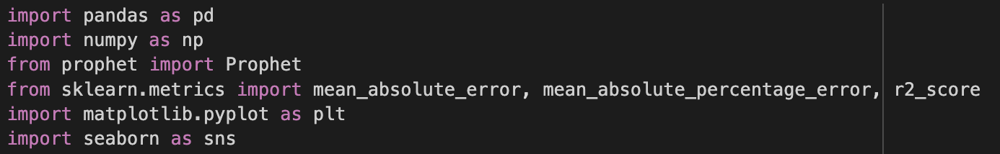 import pandas as pd
import numpy as np
from prophet import Prophet
from sklearn.metrics import mean_absolute_error, mean_absolute_percentage_error, r2_score
import matplotlib.pyplot as plt
import seaborn as sns